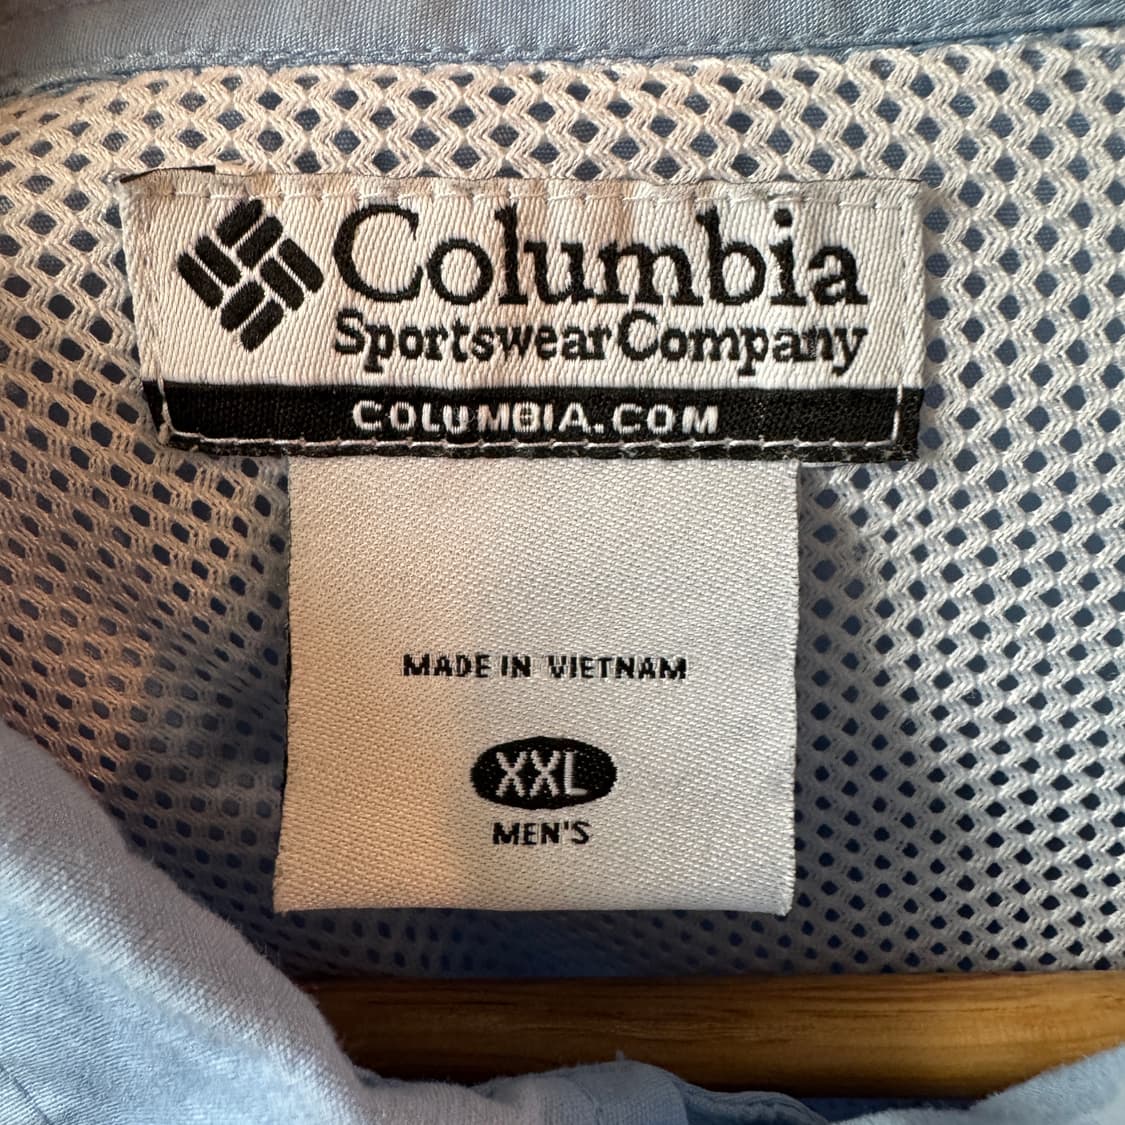 Columbia
Sportswear Company
COLUMBIA.COM
MADE IN VIETNAM
XXL
MEN'S